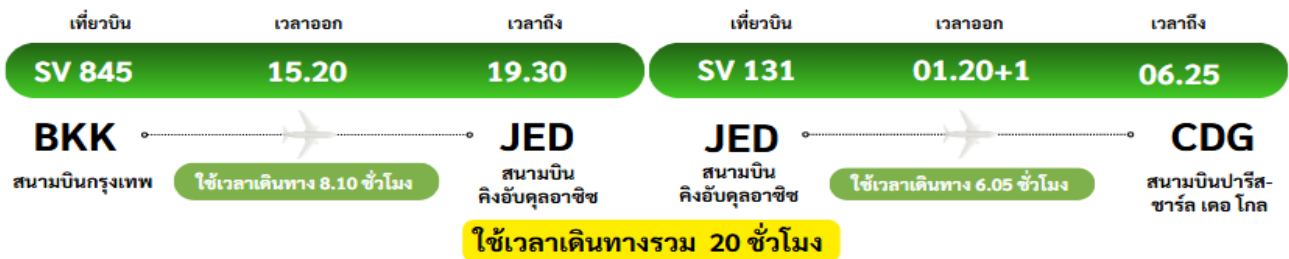 เที่ยวบิน เวลาออก เวลาถึง เที่ยวบิน เวลาออก เวลาถึง
SV 845 15.20 19.30 SV 131 01.20+1 06.25
BKK JED JED CDG
สนามบินกรุงเทพ ใช้เวลาเดินทาง 8.10 ชั่วโมง สนามบิน สนามบิน ใช้เวลาเดินทาง 6.05 ชั่วโมง สนามบินปารีส-
คิงอับดุลอาซิซ คิงอับดุลอาซิซ ชาร์ล เดอ โกล
ใช้เวลาเดินทางรวม 20 ชั่วโมง